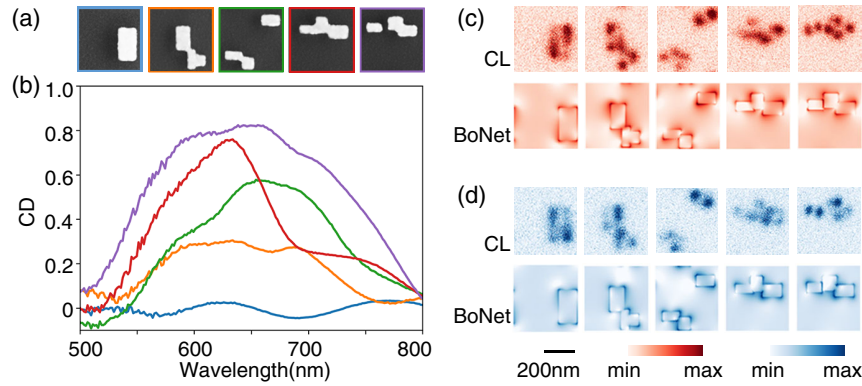 (a)
(b)
1.0
0.8
0.6
0.4
0.2
0
CD
500
600
700
800
Wavelength(nm)
(c)
CL
BoNet
(d)
CL
BoNet
200nm
min
max
min
max